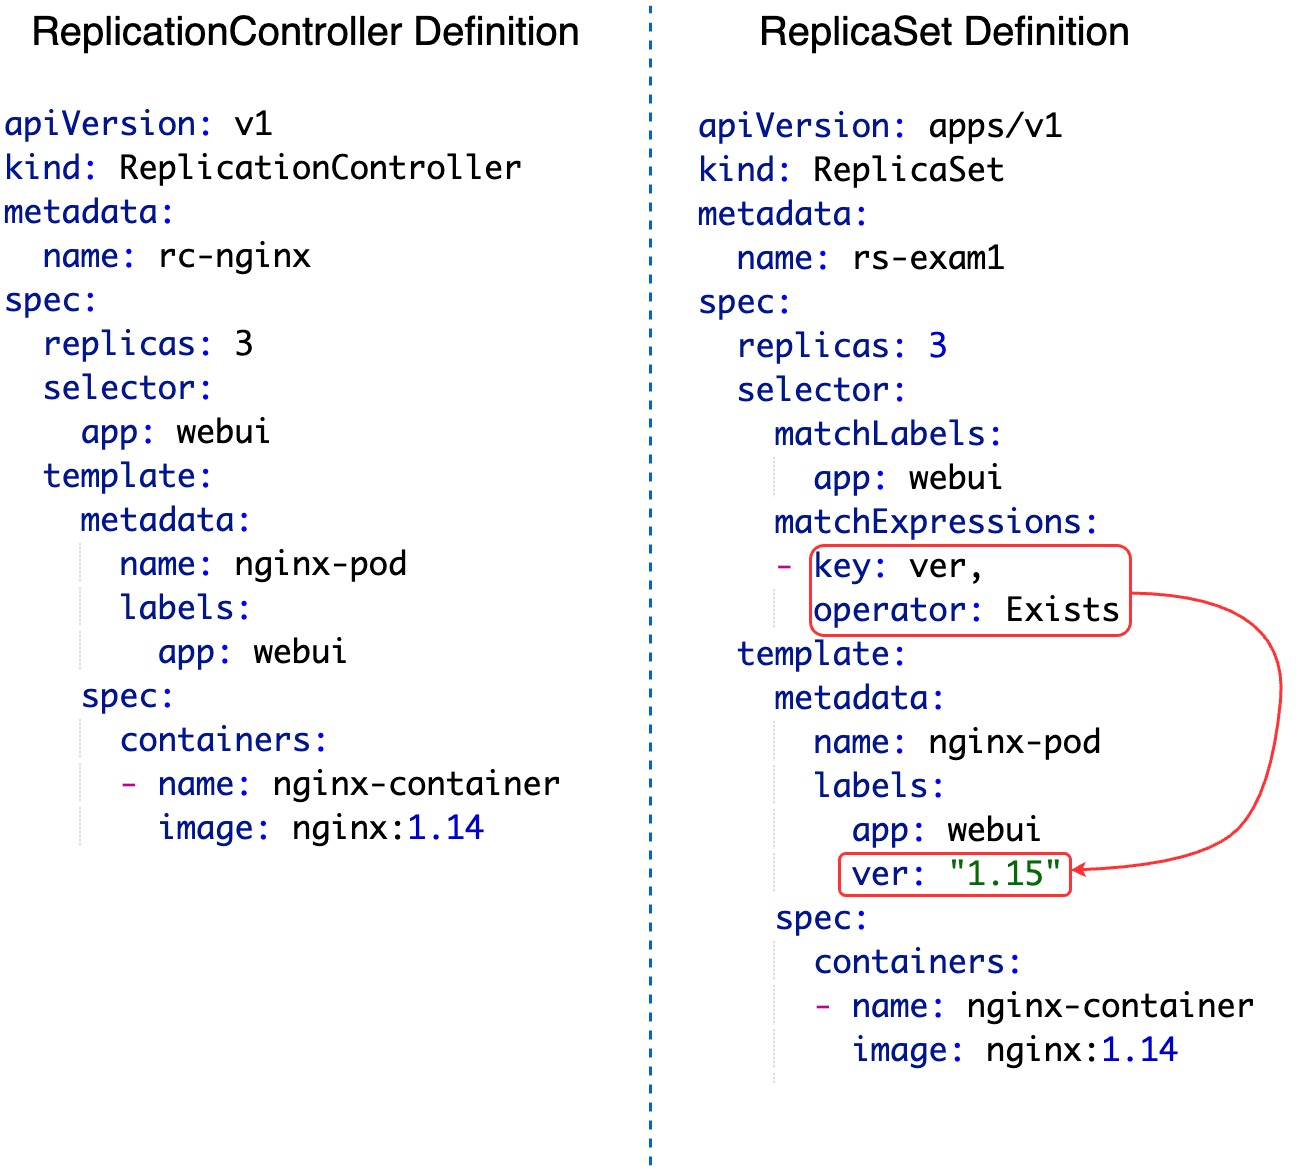 ReplicationController Definition
apiVersion: v1
kind: ReplicationController
metadata:
  name: rc-nginx
spec:
  replicas: 3
  selector:
    app: webui
  template:
    metadata:
      name: nginx-pod
      labels:
        app: webui
    spec:
      containers:
      - name: nginx-container
        image: nginx:1.14
ReplicaSet Definition
apiVersion: apps/v1
kind: ReplicaSet
metadata:
  name: rs-exam1
spec:
  replicas: 3
  selector:
    matchLabels:
      app: webui
    matchExpressions:
    - key: ver,
      operator: Exists
  template:
    metadata:
      name: nginx-pod
      labels:
        app: webui
        ver: "1.15"
    spec:
      containers:
      - name: nginx-container
        image: nginx:1.14